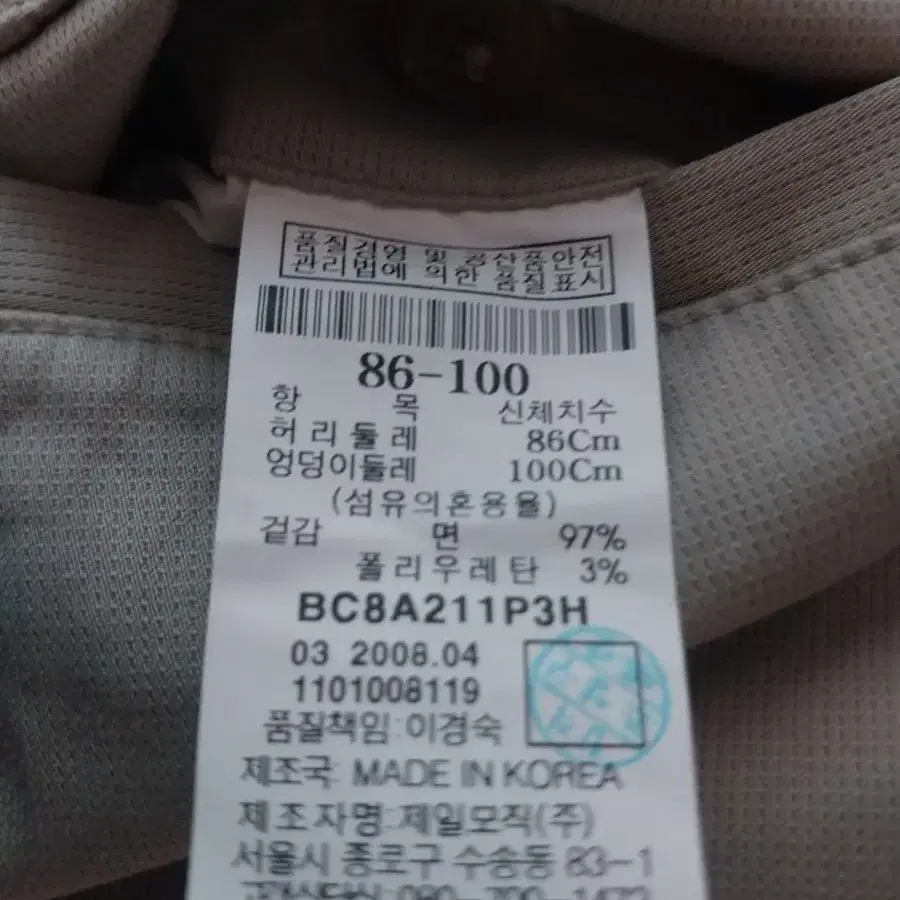 품질경영 및 공산품안전
관리법에 의한 품질표시
86-100
항 목 신체치수
허리둘레 86Cm
엉덩이둘레 100Cm
(섬유의혼용율)
겉감 면 97%
폴리우레탄 3%
BC8A211P3H
03 2008.04
1101008119
품질책임:이경숙
제조국: MADE IN KOREA
제조자명:제일모직(주)
서울시 종로구 수송동 83-1